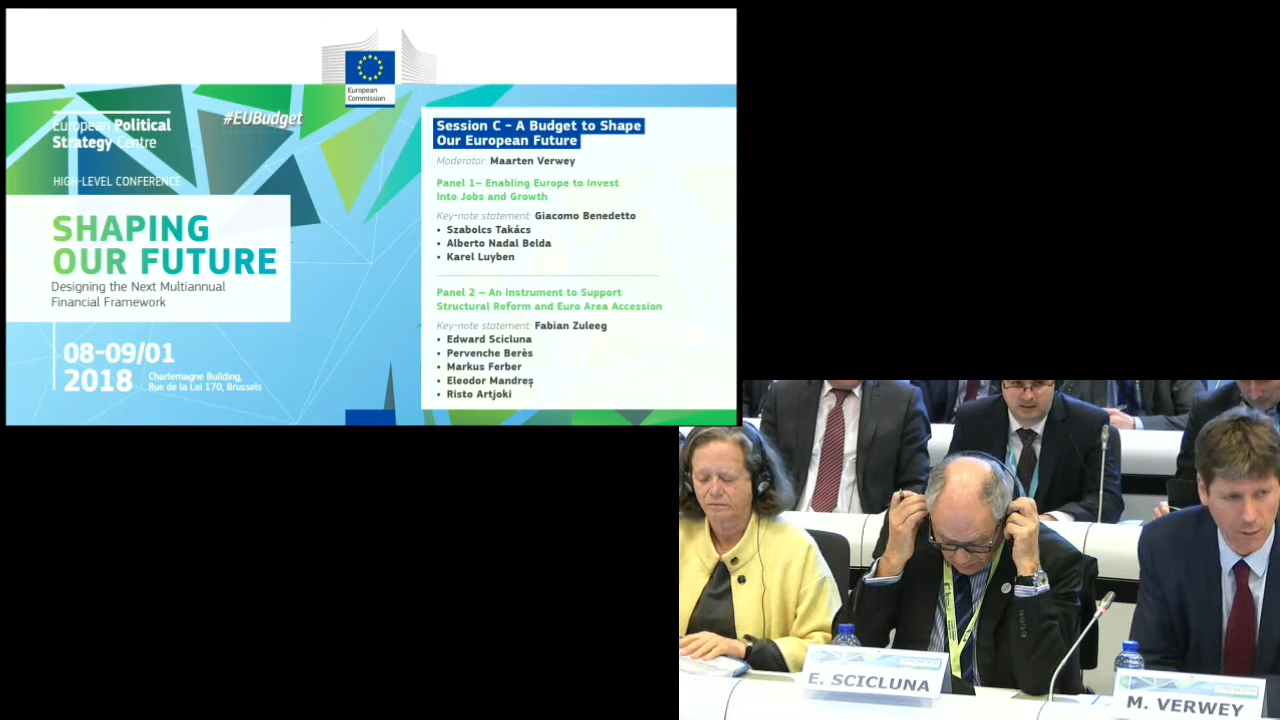 European
Commission
European Political
Strategy Centre
#EUBudget
HIGH-LEVEL CONFERENCE
SHAPING
OUR FUTURE
Designing the Next Multiannual
Financial Framework
08-09/01
2018
Charlemagne Building,
Rue de la Loi 170, Brussels
Session C - A Budget to Shape
Our European Future
Moderator: Maarten Verwey
Panel 1– Enabling Europe to Invest
Into Jobs and Growth
Key-note statement: Giacomo Benedetto
• Szabolcs Takács
• Alberto Nadal Belda
• Karel Luyben
Panel 2 – An Instrument to Support
Structural Reform and Euro Area Accession
Key-note statement: Fabian Zuleeg
• Edward Scicluna
• Pervenche Berès
• Markus Ferber
• Eleodor Mandreş
• Risto Artjoki
E. SCICLUNA
M. VERWEY